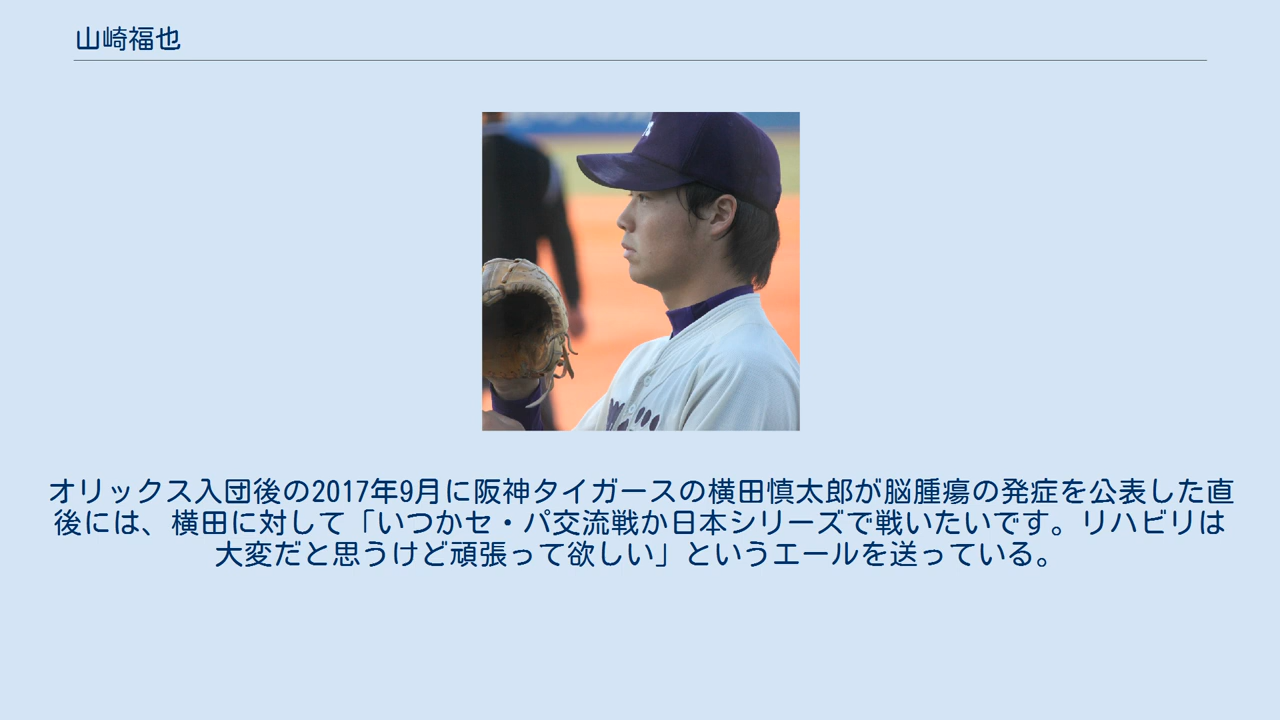 山崎福也
オリックス入団後の2017年9月に阪神タイガースの横田慎太郎が脳腫瘍の発症を公表した直
後には、横田に対して「いつかセ・パ交流戦か日本シリーズで戦いたいです。リハビリは
大変だと思うけど頑張って欲しい」というエールを送っている。